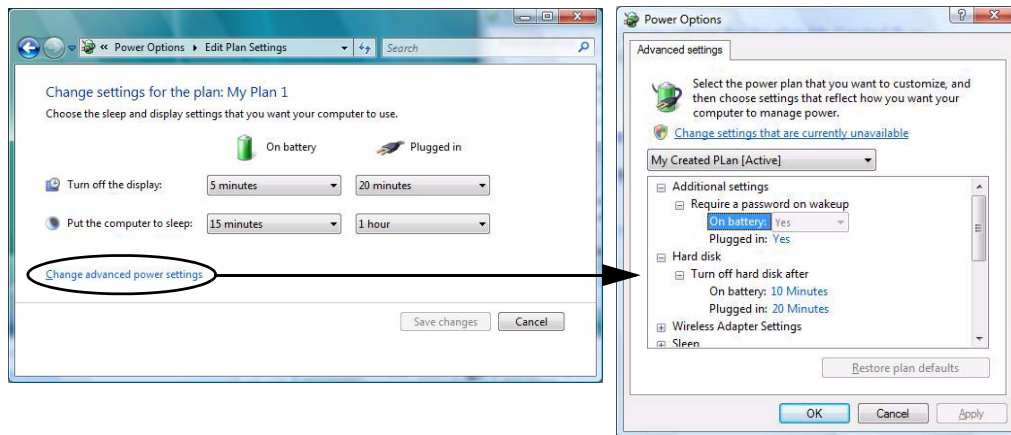 « Power Options ▸ Edit Plan Settings Search
Change settings for the plan: My Plan 1
Choose the sleep and display settings that you want your computer to use.
On battery Plugged in
Turn off the display: 5 minutes 20 minutes
Put the computer to sleep: 15 minutes 1 hour
Change advanced power settings
Save changes Cancel
Power Options
Advanced settings
Select the power plan that you want to customize, and
then choose settings that reflect how you want your
computer to manage power.
Change settings that are currently unavailable
My Created PLan [Active]
Additional settings
Require a password on wakeup
On battery: Yes
Plugged in: Yes
Hard disk
Turn off hard disk after
On battery: 10 Minutes
Plugged in: 20 Minutes
Wireless Adapter Settings
Sleep
Restore plan defaults
OK Cancel Apply